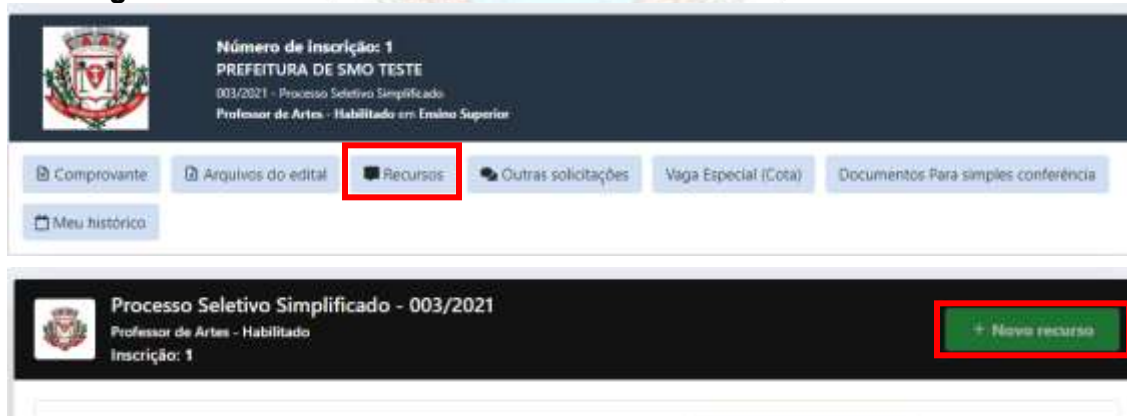 Número de inscrição: 1
PREFEITURA DE SMO TESTE
003/2021 - Processo Seletivo Simplificado
Professor de Artes - Habilitado em Ensino Superior
Comprovante
Arquivos do edital
Recursos
Outras solicitações
Vaga Especial (Cota)
Documentos Para simples conferência
Meu histórico
Processo Seletivo Simplificado - 003/2021
Professor de Artes - Habilitado
Inscrição: 1
+ Novo recurso